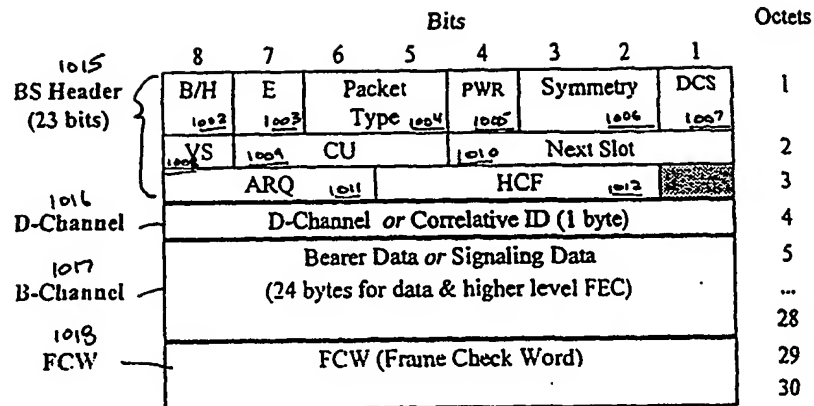 Bits Octets
8 7 6 5 4 3 2 1
1015
BS Header
(23 bits)
B/H E Packet PWR Symmetry DCS 1
1002 1003 Type 1004 1005 1006 1007
VS 1009 CU 1010 Next Slot 2
ARQ 1011 HCF 1012 3
1016
D-Channel D-Channel or Correlative ID (1 byte) 4
Bearer Data or Signaling Data 5
1017
B-Channel (24 bytes for data & higher level FEC) ...
28
1018
FCW FCW (Frame Check Word) 29
30